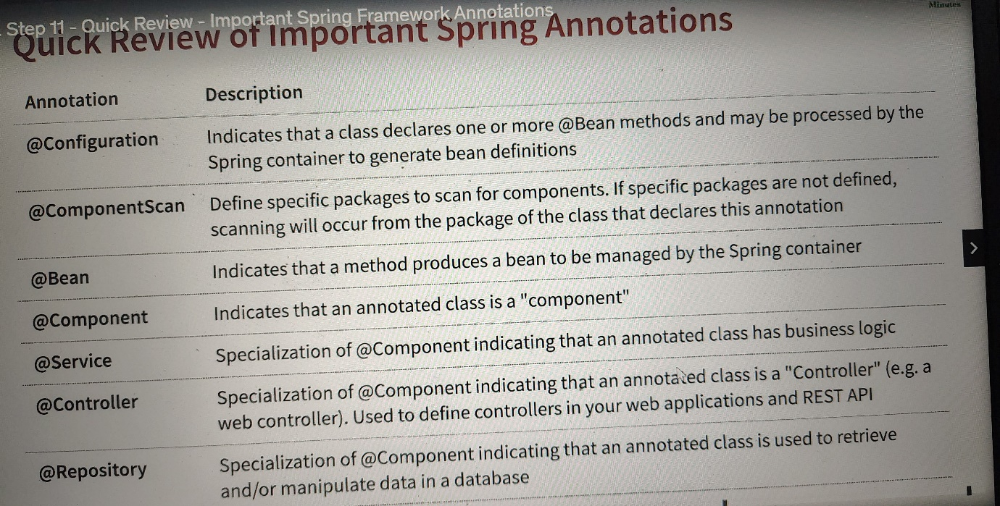 Minutes
Step 11 - Quick Review - Important Spring Framework Annotations
Quick Review of Important Spring Annotations
Annotation Description
@Configuration Indicates that a class declares one or more @Bean methods and may be processed by the
Spring container to generate bean definitions
@ComponentScan Define specific packages to scan for components. If specific packages are not defined,
scanning will occur from the package of the class that declares this annotation
@Bean Indicates that a method produces a bean to be managed by the Spring container
@Component Indicates that an annotated class is a "component"
@Service Specialization of @Component indicating that an annotated class has business logic
@Controller Specialization of @Component indicating that an annotated class is a "Controller" (e.g. a
web controller). Used to define controllers in your web applications and REST API
@Repository Specialization of @Component indicating that an annotated class is used to retrieve
and/or manipulate data in a database